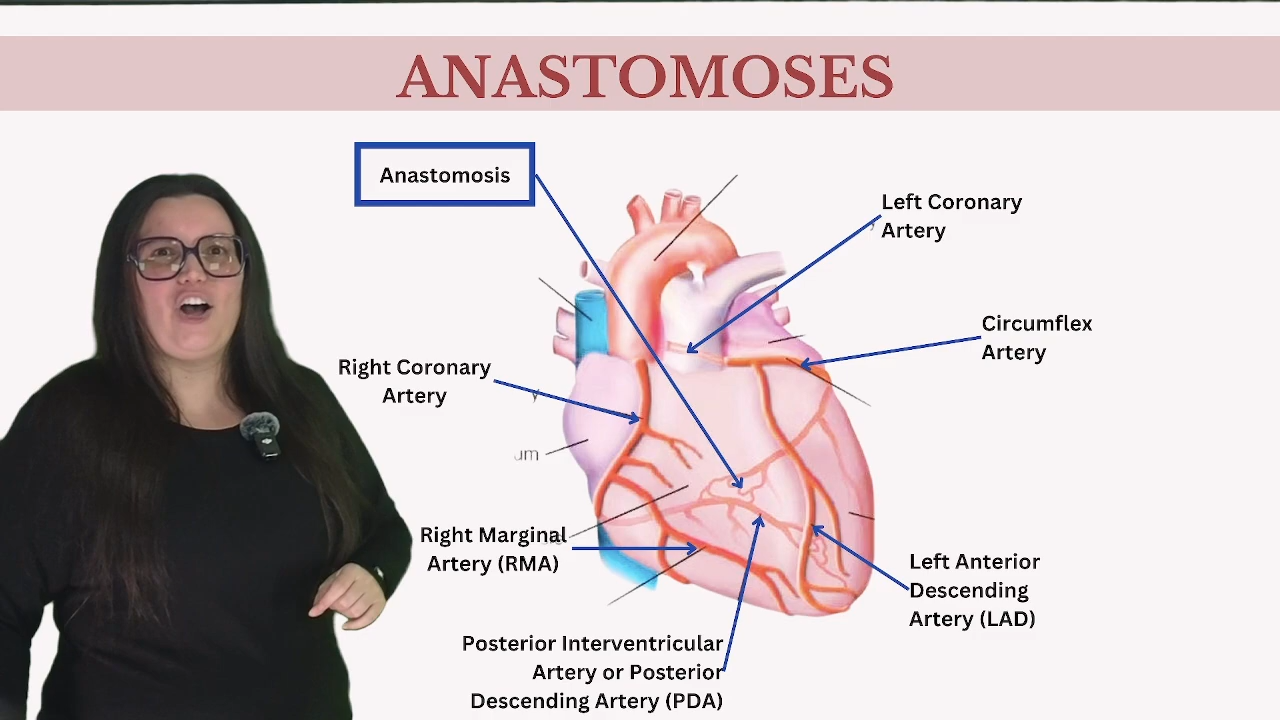 ANASTOMOSES
Anastomosis
Left Coronary
Artery
Circumflex
Artery
Right Coronary
Artery
um
Right Marginal
Artery (RMA)
Left Anterior
Descending
Artery (LAD)
Posterior Interventricular
Artery or Posterior
Descending Artery (PDA)